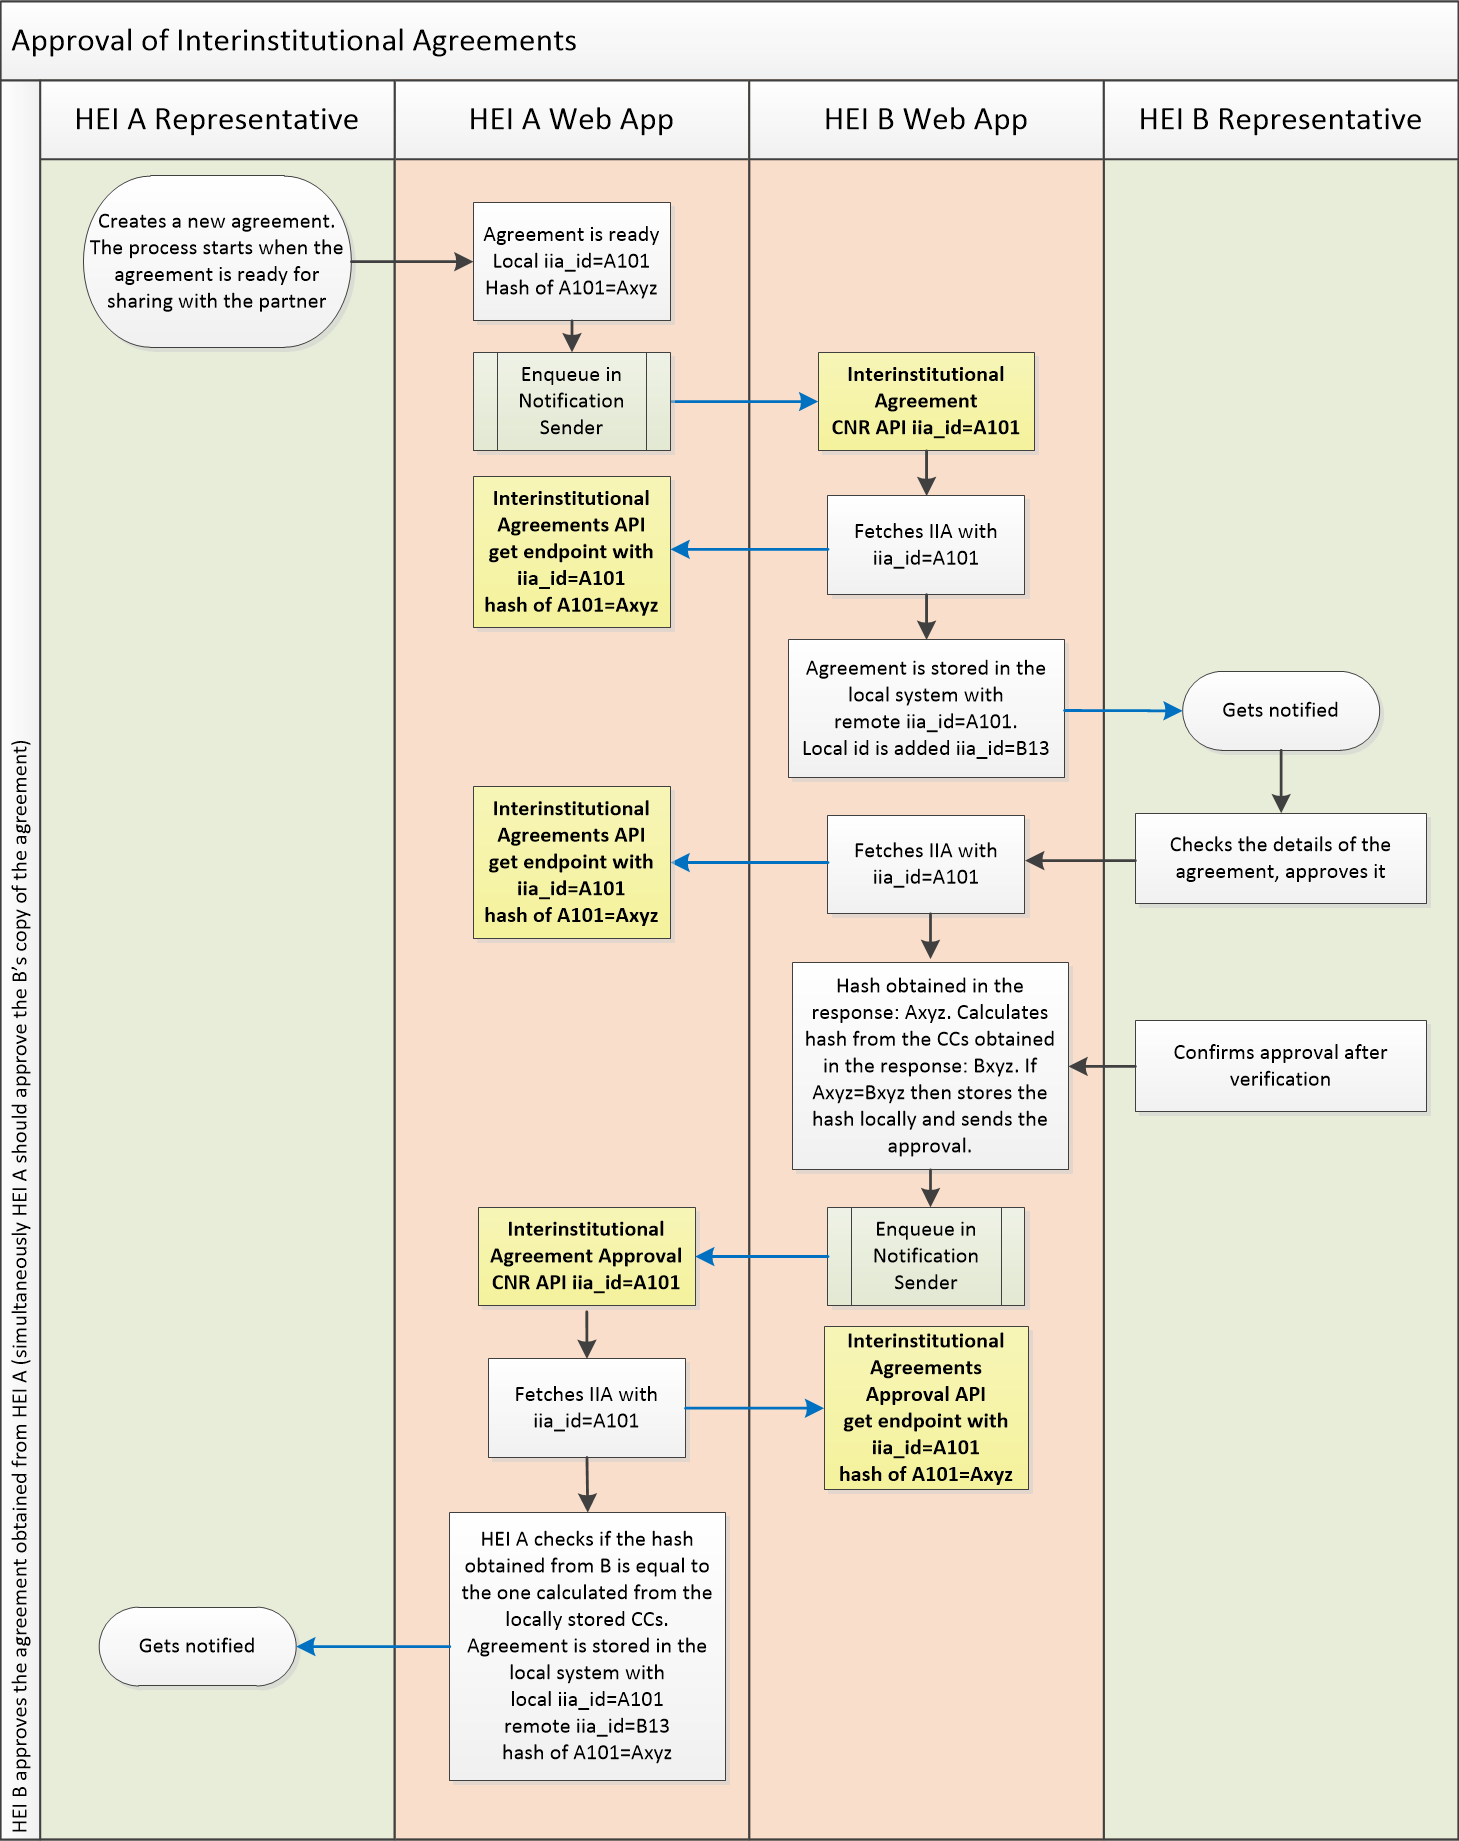 Approval of Interinstitutional Agreements
HEI A Representative
HEI A Web App
HEI B Web App
HEI B Representative
HEI B approves the agreement obtained from HEI A (simultaneously HEI A should approve the B's copy of the agreement)
Creates a new agreement.
The process starts when the
agreement is ready for
sharing with the partner
Agreement is ready
Local iia_id=A101
Hash of A101=Axyz
Enqueue in
Notification
Sender
Interinstitutional
Agreement
CNR API iia_id=A101
Interinstitutional
Agreements API
get endpoint with
iia_id=A101
hash of A101=Axyz
Fetches IIA with
iia_id=A101
Agreement is stored in the
local system with
remote iia_id=A101.
Local id is added iia_id=B13
Gets notified
Interinstitutional
Agreements API
get endpoint with
iia_id=A101
hash of A101=Axyz
Fetches IIA with
iia_id=A101
Checks the details of the
agreement, approves it
Hash obtained in the
response: Axyz. Calculates
hash from the CCs obtained
in the response: Bxyz. If
Axyz=Bxyz then stores the
hash locally and sends the
approval.
Confirms approval after
verification
Interinstitutional
Agreement Approval
CNR API iia_id=A101
Enqueue in
Notification
Sender
Fetches IIA with
iia_id=A101
Interinstitutional
Agreements
Approval API
get endpoint with
iia_id=A101
hash of A101=Axyz
HEI A checks if the hash
obtained from B is equal to
the one calculated from the
locally stored CCs.
Agreement is stored in the
local system with
local iia_id=A101
remote iia_id=B13
hash of A101=Axyz
Gets notified